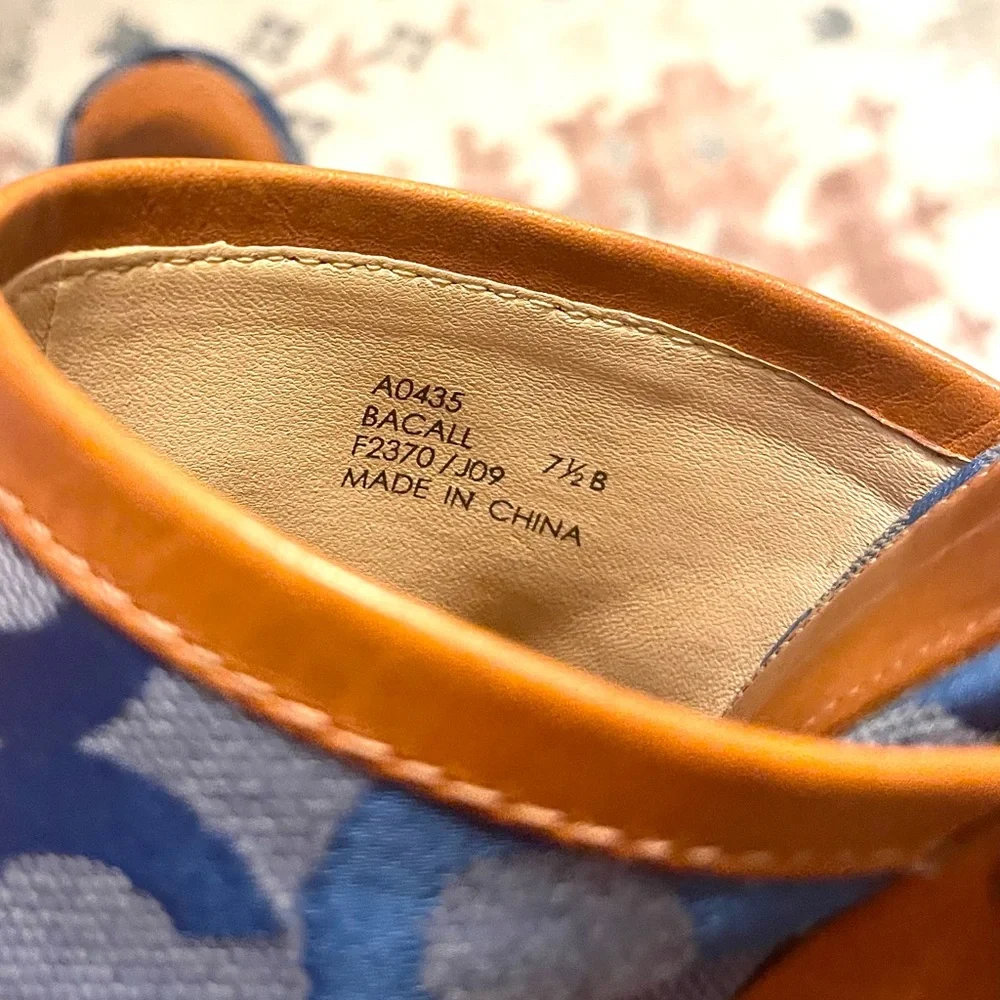 A0435
BACALL
F2370 / J09 7½ B
MADE IN CHINA